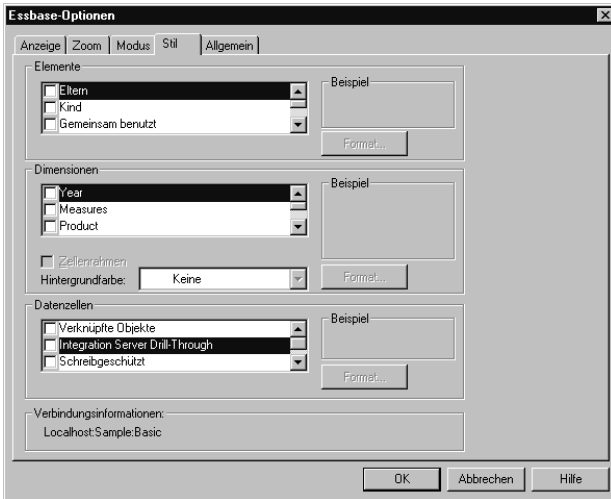 Essbase-Optionen
Anzeige Zoom Modus Stil Allgemein
Elemente
Eltern
Kind
Gemeinsam benutzt
Beispiel
Format...
Dimensionen
Year
Measures
Product
Beispiel
Zellenrahmen
Hintergrundfarbe: Keine
Format...
Datenzellen
Verknüpfte Objekte
Integration Server Drill-Through
Schreibgeschützt
Beispiel
Format...
Verbindungsinformationen:
Localhost:Sample:Basic
OK Abbrechen Hilfe